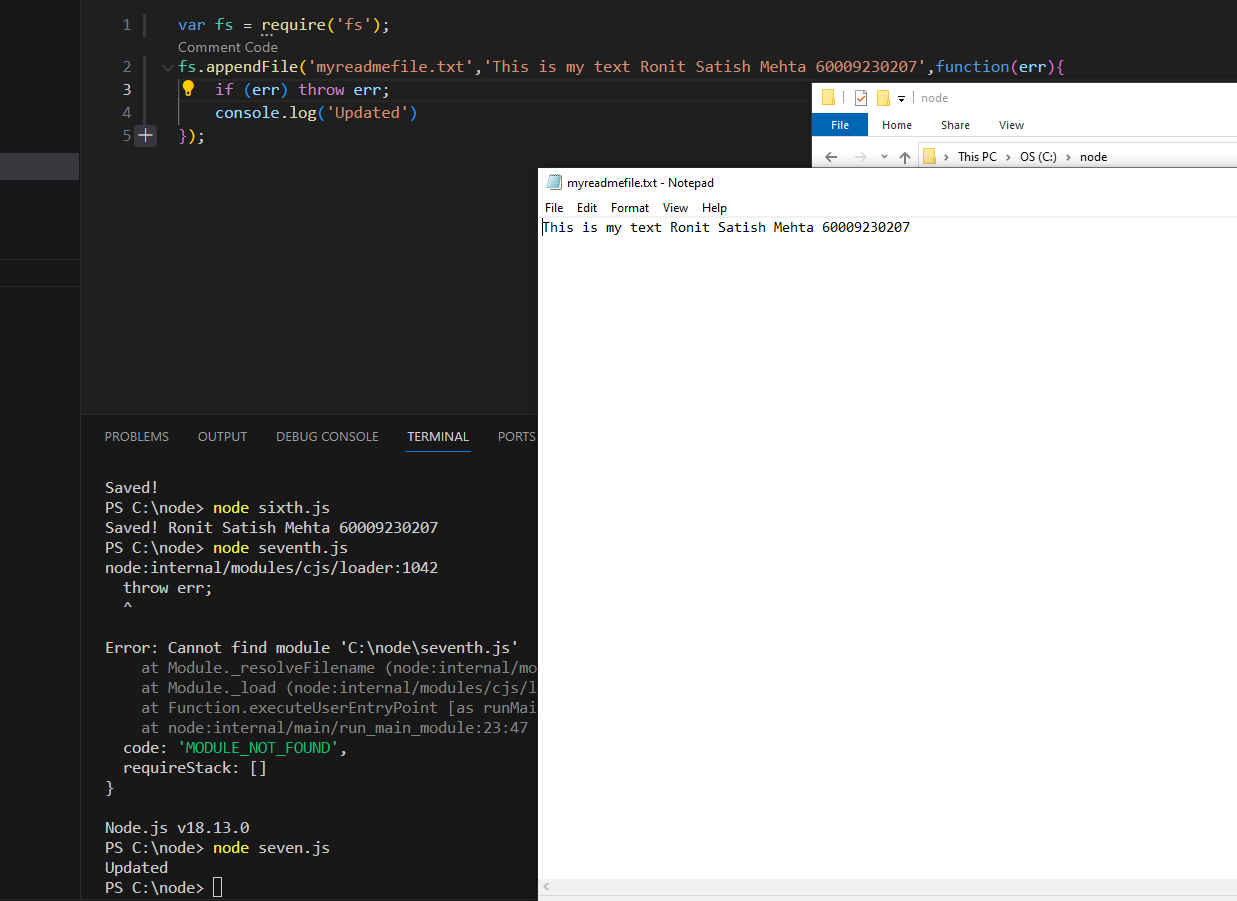 1 var fs = require('fs');
Comment Code
2 fs.appendFile('myreadmefile.txt','This is my text Ronit Satish Mehta 60009230207',function(err){
3 if (err) throw err;
4 console.log('Updated')
5 });
node
File Home Share View
This PC > OS (C:) > node
myreadmefile.txt - Notepad
File Edit Format View Help
This is my text Ronit Satish Mehta 60009230207
PROBLEMS OUTPUT DEBUG CONSOLE TERMINAL PORTS
Saved!
PS C:\node> node sixth.js
Saved! Ronit Satish Mehta 60009230207
PS C:\node> node seventh.js
node:internal/modules/cjs/loader:1042
throw err;
^
Error: Cannot find module 'C:\node\seventh.js'
at Module._resolveFilename (node:internal/mo
at Module._load (node:internal/modules/cjs/l
at Function.executeUserEntryPoint [as runMai
at node:internal/main/run_main_module:23:47
code: 'MODULE_NOT_FOUND',
requireStack: []
}
Node.js v18.13.0
PS C:\node> node seven.js
Updated
PS C:\node>